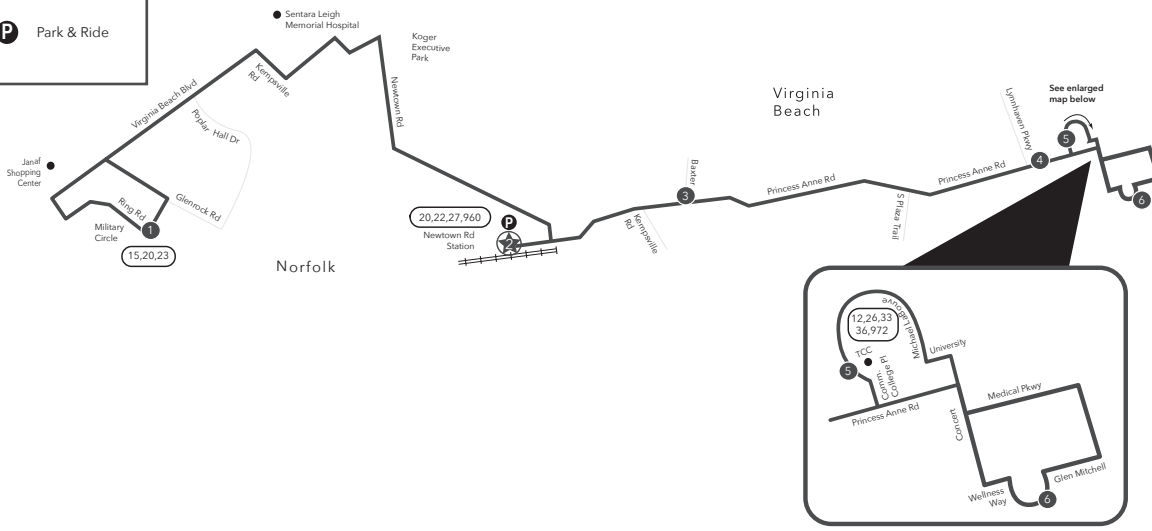 P Park & Ride
Sentara Leigh
Memorial Hospital
Koger
Executive
Park
Kempsville
Rd
Virginia Beach Blvd
Newtown Rd
Poplar Hall Dr
Janaf
Shopping
Center
Ring Rd
Glenrock Rd
Military
Circle
1
15,20,23
Norfolk
20,22,27,960
P
Newtown Rd
Station
2
Kempsville
Rd
Baxter
3
Virginia
Beach
Princess Anne Rd
S Plaza Trail
Princess Anne Rd
Lynnhaven Pkwy
4
See enlarged
map below
5
6
12,26,33
36,972
Michael LaBouve
TCC
5
Comm.
College Pl
University
Princess Anne Rd
Concert
Medical Pkwy
Glen Mitchell
Wellness
Way
6